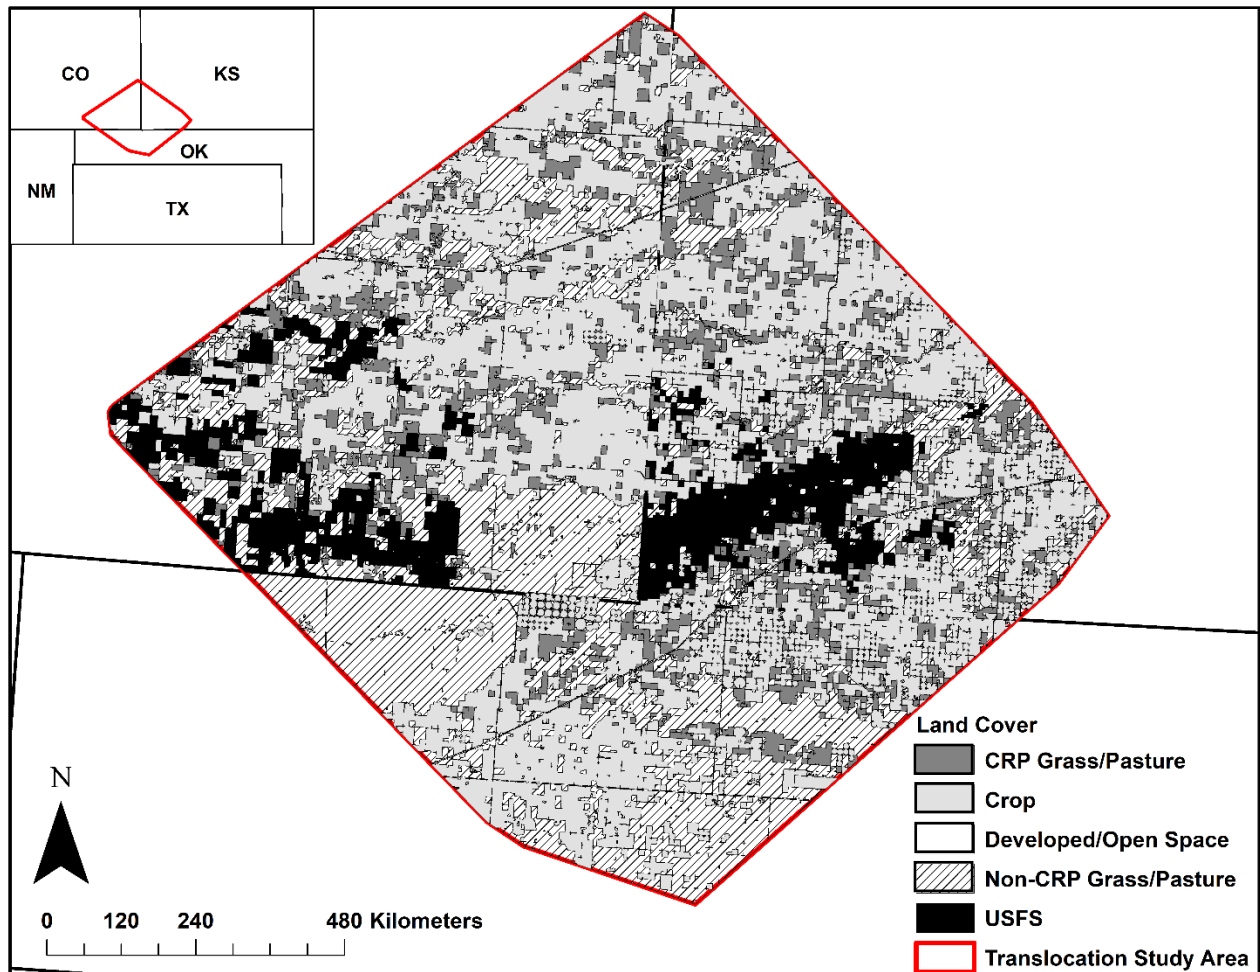 CO
KS
OK
NM
TX
Land Cover
CRP Grass/Pasture
Crop
Developed/Open Space
Non-CRP Grass/Pasture
USFS
Translocation Study Area
N
0 120 240 480 Kilometers